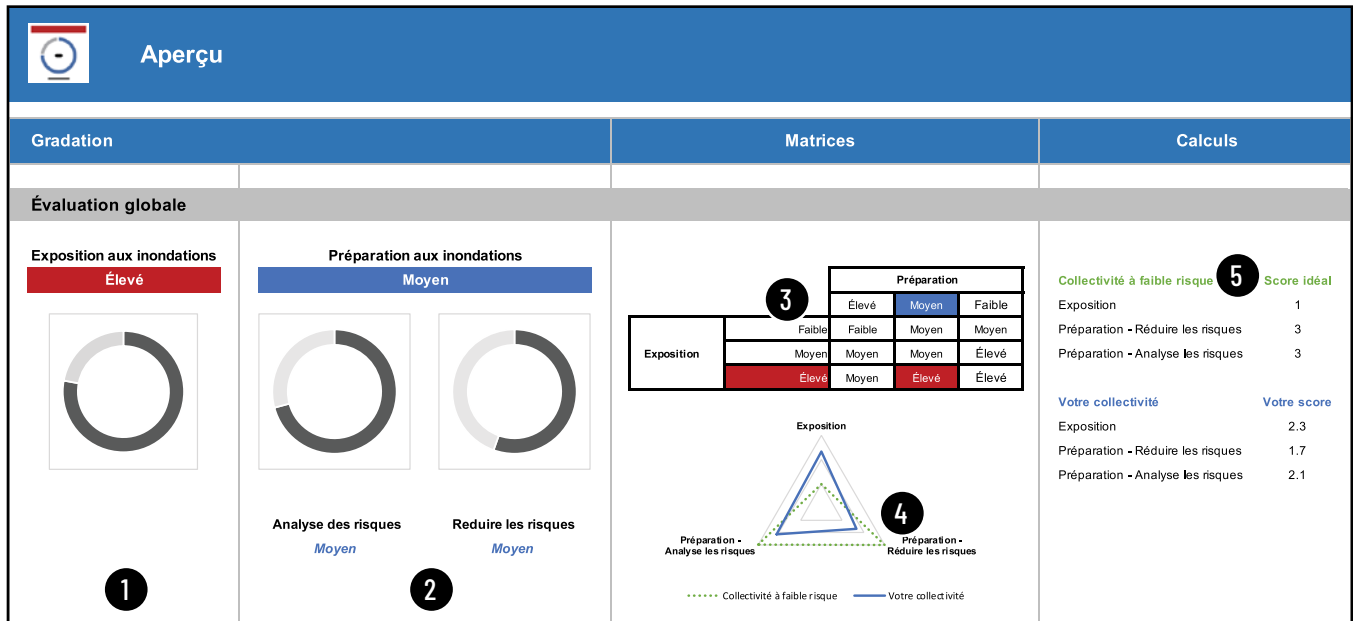 Aperçu
Gradation
Matrices
Calculs
Évaluation globale
Exposition aux inondations
Élevé
Préparation aux inondations
Moyen
Analyse des risques
Moyen
Reduire les risques
Moyen
1
2
3
Préparation
Élevé Moyen Faible
Exposition
Faible Faible Moyen Moyen
Moyen Moyen Moyen Élevé
Élevé Moyen Élevé Élevé
Exposition
4
Préparation -
Analyse les risques
Préparation -
Réduire les risques
Collectivité à faible risque
Votre collectivité
Collectivité à faible risque 5 Score idéal
Exposition 1
Préparation - Réduire les risques 3
Préparation - Analyse les risques 3
Votre collectivité Votre score
Exposition 2.3
Préparation - Réduire les risques 1.7
Préparation - Analyse les risques 2.1